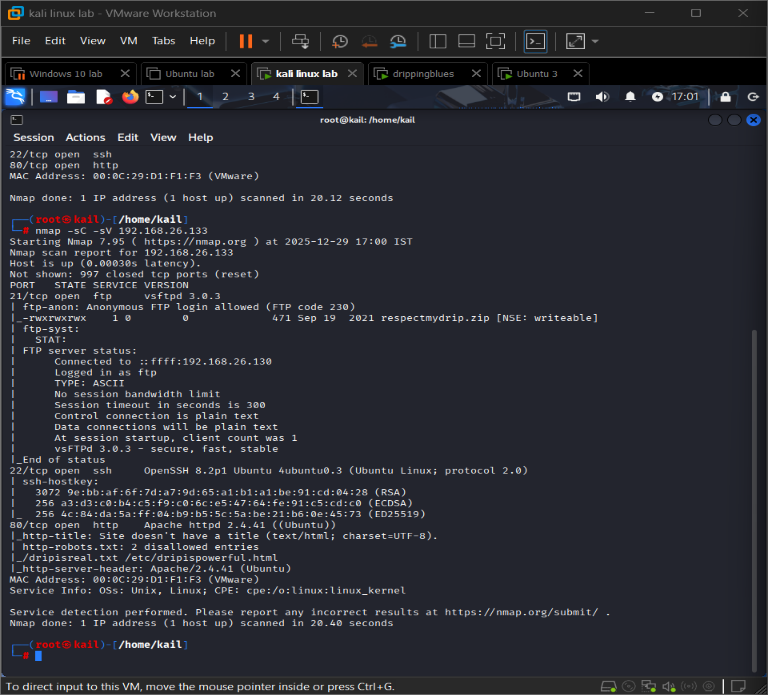 kali linux lab - VMware Workstation
File Edit View VM Tabs Help
Windows 10 lab Ubuntu lab kali linux lab drippingblues Ubuntu 3
1 2 3 4 17:01
root@kail: /home/kail
Session Actions Edit View Help
22/tcp open  ssh
80/tcp open  http
MAC Address: 00:0C:29:D1:F1:F3 (VMware)
Nmap done: 1 IP address (1 host up) scanned in 20.12 seconds
┌──(root㉿kail)-[/home/kail]
└─# nmap -sC -sV 192.168.26.133
Starting Nmap 7.95 ( https://nmap.org ) at 2025-12-29 17:00 IST
Nmap scan report for 192.168.26.133
Host is up (0.00030s latency).
Not shown: 997 closed tcp ports (reset)
PORT   STATE SERVICE VERSION
21/tcp open  ftp     vsftpd 3.0.3
| ftp-anon: Anonymous FTP login allowed (FTP code 230)
|_-rwxrwxrwx    1 0        0             471 Sep 19  2021 respectmydrip.zip [NSE: writeable]
| ftp-syst:
|   STAT:
| FTP server status:
|      Connected to ::ffff:192.168.26.130
|      Logged in as ftp
|      TYPE: ASCII
|      No session bandwidth limit
|      Session timeout in seconds is 300
|      Control connection is plain text
|      Data connections will be plain text
|      At session startup, client count was 1
|      vsFTPd 3.0.3 - secure, fast, stable
|_End of status
22/tcp open  ssh     OpenSSH 8.2p1 Ubuntu 4ubuntu0.3 (Ubuntu Linux; protocol 2.0)
| ssh-hostkey:
|   3072 9e:bb:af:6f:7d:a7:9d:65:a1:b1:a1:be:91:cd:04:28 (RSA)
|   256 a3:d3:c0:b4:c5:f9:c0:6c:e5:47:64:fe:91:c5:cd:c0 (ECDSA)
|_  256 4c:84:da:5a:ff:04:b9:b5:5c:5a:be:21:b6:0e:45:73 (ED25519)
80/tcp open  http    Apache httpd 2.4.41 ((Ubuntu))
|_http-title: Site doesn't have a title (text/html; charset=UTF-8).
| http-robots.txt: 2 disallowed entries
|_/dripisreal.txt /etc/dripispowerful.html
|_http-server-header: Apache/2.4.41 (Ubuntu)
MAC Address: 00:0C:29:D1:F1:F3 (VMware)
Service Info: OSs: Unix, Linux; CPE: cpe:/o:linux:linux_kernel
Service detection performed. Please report any incorrect results at https://nmap.org/submit/ .
Nmap done: 1 IP address (1 host up) scanned in 20.40 seconds
┌──(root㉿kail)-[/home/kail]
└─#
To direct input to this VM, move the mouse pointer inside or press Ctrl+G.